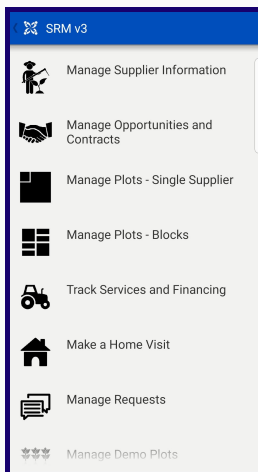 SRM v3
Manage Supplier Information
Manage Opportunities and
Contracts
Manage Plots - Single Supplier
Manage Plots - Blocks
Track Services and Financing
Make a Home Visit
Manage Requests
Manage Demo Plots